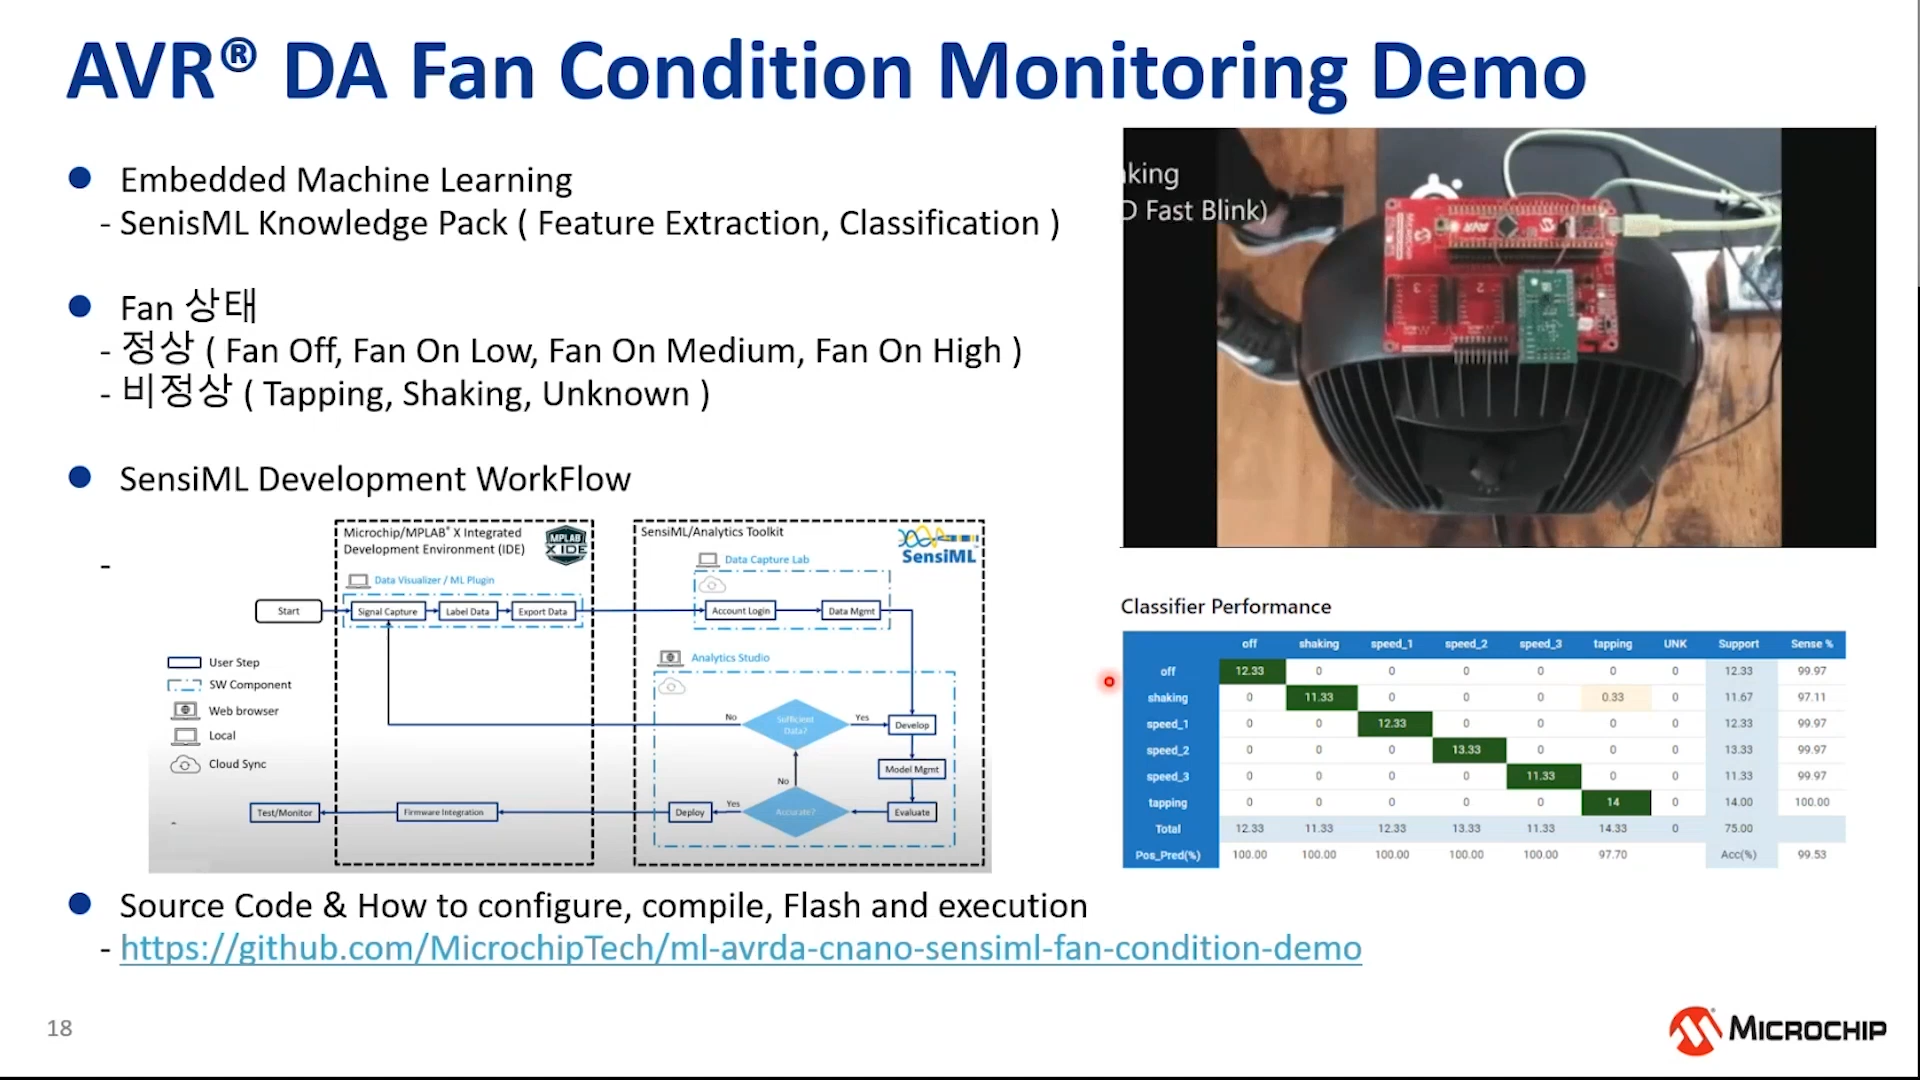 AVR® DA Fan Condition Monitoring Demo
● Embedded Machine Learning
- SenisML Knowledge Pack ( Feature Extraction, Classification )
● Fan 상태
- 정상 ( Fan Off, Fan On Low, Fan On Medium, Fan On High )
- 비정상 ( Tapping, Shaking, Unknown )
● SensiML Development WorkFlow
-
Microchip/MPLAB® X Integrated
Development Environment (IDE)
MPLAB
X IDE
Data Visualizer / ML Plugin
Start
Signal Capture
Label Data
Export Data
SensiML/Analytics Toolkit
SensiML
Data Capture Lab
Account Login
Data Mgmt
Analytics Studio
User Step
SW Component
Web browser
Local
Cloud Sync
No
Sufficient
Data?
Yes
Develop
Model Mgmt
No
Test/Monitor
Firmware Integration
Deploy
Yes
Accurate?
Evaluate
● Source Code & How to configure, compile, Flash and execution
- https://github.com/MicrochipTech/ml-avrda-cnano-sensiml-fan-condition-demo
king
D Fast Blink)
MICROCHIP
AVR
3
2
Classifier Performance
off shaking speed_1 speed_2 speed_3 tapping UNK Support Sense %
off 12.33 0 0 0 0 0 0 12.33 99.97
shaking 0 11.33 0 0 0 0.33 0 11.67 97.11
speed_1 0 0 12.33 0 0 0 0 12.33 99.97
speed_2 0 0 0 13.33 0 0 0 13.33 99.97
speed_3 0 0 0 0 11.33 0 0 11.33 99.97
tapping 0 0 0 0 0 14 0 14.00 100.00
Total 12.33 11.33 12.33 13.33 11.33 14.33 0 75.00
Pos_Pred(%) 100.00 100.00 100.00 100.00 100.00 97.70 Acc(%) 99.53
18
MICROCHIP